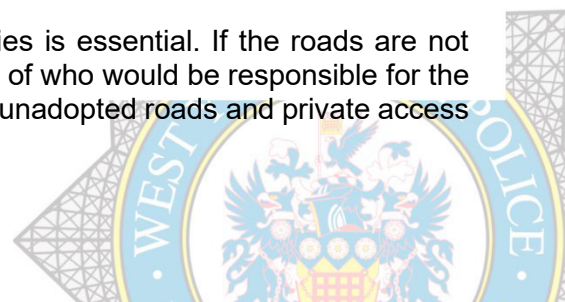 ies is essential. If the roads are not
of who would be responsible for the
unadopted roads and private access
WEST
POLICE